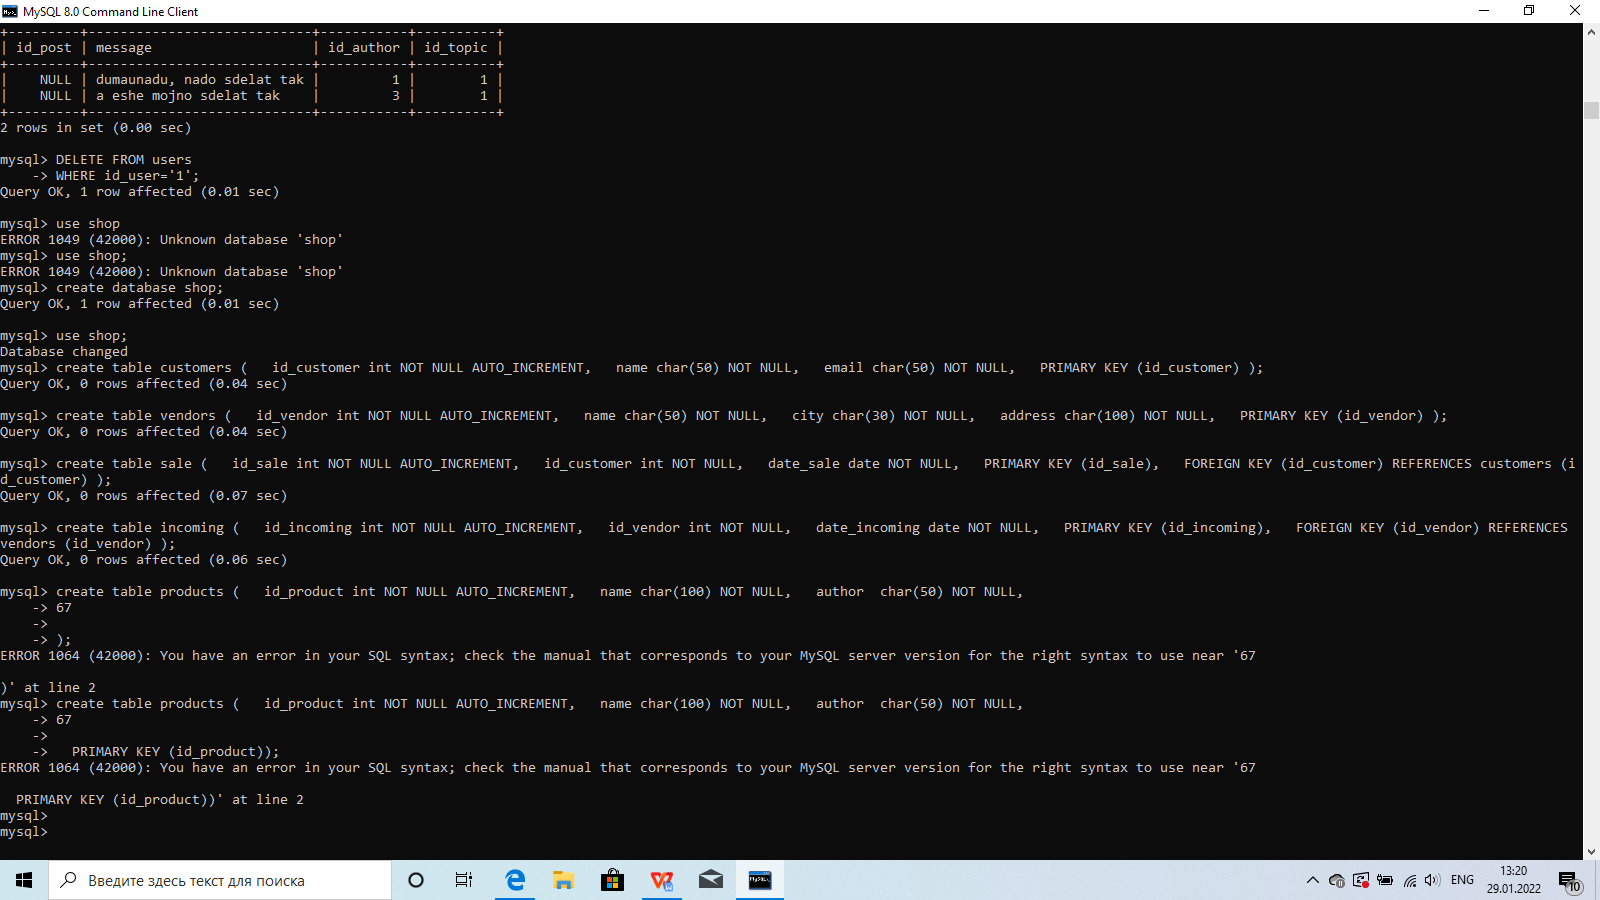 MySQL 8.0 Command Line Client
+---------+----------------------------+-----------+----------+
| id_post | message                    | id_author | id_topic |
+---------+----------------------------+-----------+----------+
|    NULL | dumaunadu, nado sdelat tak |         1 |        1 |
|    NULL | a eshe mojno sdelat tak    |         3 |        1 |
+---------+----------------------------+-----------+----------+
2 rows in set (0.00 sec)
mysql> DELETE FROM users
    -> WHERE id_user='1';
Query OK, 1 row affected (0.01 sec)
mysql> use shop
ERROR 1049 (42000): Unknown database 'shop'
mysql> use shop;
ERROR 1049 (42000): Unknown database 'shop'
mysql> create database shop;
Query OK, 1 row affected (0.01 sec)
mysql> use shop;
Database changed
mysql> create table customers (   id_customer int NOT NULL AUTO_INCREMENT,   name char(50) NOT NULL,   email char(50) NOT NULL,   PRIMARY KEY (id_customer) );
Query OK, 0 rows affected (0.04 sec)
mysql> create table vendors (   id_vendor int NOT NULL AUTO_INCREMENT,   name char(50) NOT NULL,   city char(30) NOT NULL,   address char(100) NOT NULL,   PRIMARY KEY (id_vendor) );
Query OK, 0 rows affected (0.04 sec)
mysql> create table sale (   id_sale int NOT NULL AUTO_INCREMENT,   id_customer int NOT NULL,   date_sale date NOT NULL,   PRIMARY KEY (id_sale),   FOREIGN KEY (id_customer) REFERENCES customers (i
d_customer) );
Query OK, 0 rows affected (0.07 sec)
mysql> create table incoming (   id_incoming int NOT NULL AUTO_INCREMENT,   id_vendor int NOT NULL,   date_incoming date NOT NULL,   PRIMARY KEY (id_incoming),   FOREIGN KEY (id_vendor) REFERENCES
vendors (id_vendor) );
Query OK, 0 rows affected (0.06 sec)
mysql> create table products (   id_product int NOT NULL AUTO_INCREMENT,   name char(100) NOT NULL,   author  char(50) NOT NULL,
    -> 67
    ->
    -> );
ERROR 1064 (42000): You have an error in your SQL syntax; check the manual that corresponds to your MySQL server version for the right syntax to use near '67
)' at line 2
mysql> create table products (   id_product int NOT NULL AUTO_INCREMENT,   name char(100) NOT NULL,   author  char(50) NOT NULL,
    -> 67
    ->
    ->   PRIMARY KEY (id_product));
ERROR 1064 (42000): You have an error in your SQL syntax; check the manual that corresponds to your MySQL server version for the right syntax to use near '67
  PRIMARY KEY (id_product))' at line 2
mysql>
mysql>
Введите здесь текст для поиска
ENG
13:20
29.01.2022
10